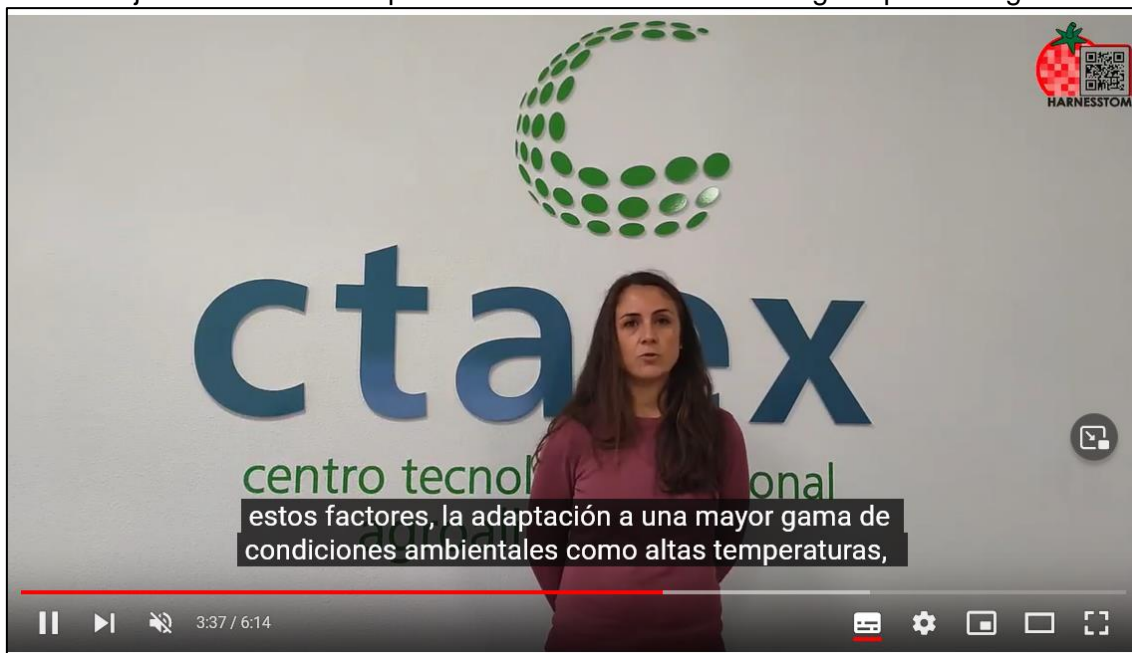 HARNESSTOM
ctaex
centro tecnol onal
estos factores, la adaptación a una mayor gama de
condiciones ambientales como altas temperaturas,
3:37 / 6:14